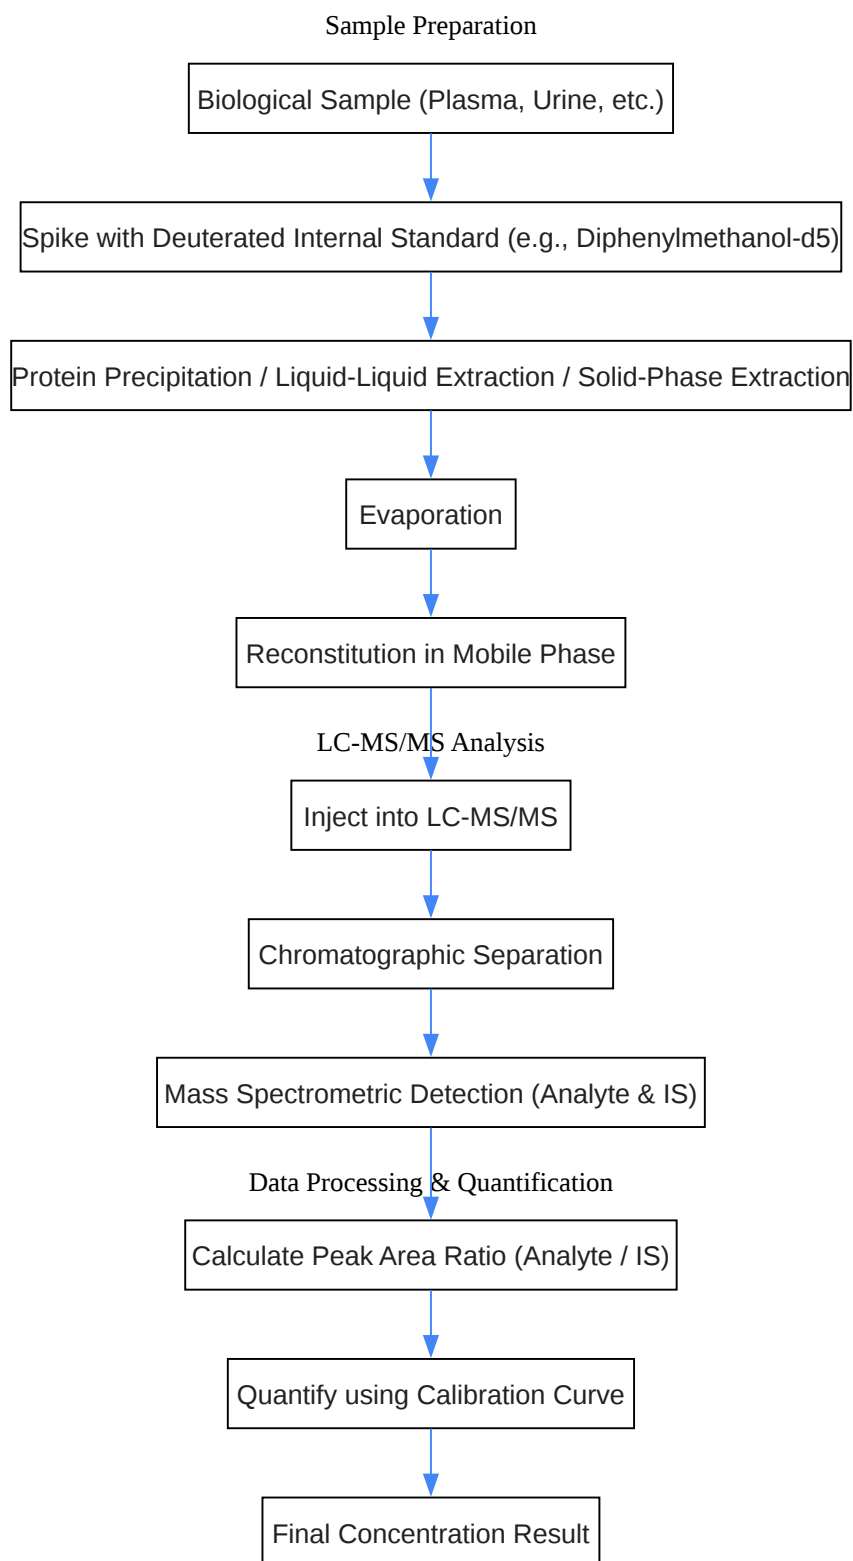 Sample Preparation
Biological Sample (Plasma, Urine, etc.)
Spike with Deuterated Internal Standard (e.g., Diphenylmethanol-d5)
Protein Precipitation / Liquid-Liquid Extraction / Solid-Phase Extraction
Evaporation
Reconstitution in Mobile Phase
LC-MS/MS Analysis
Inject into LC-MS/MS
Chromatographic Separation
Mass Spectrometric Detection (Analyte & IS)
Data Processing & Quantification
Calculate Peak Area Ratio (Analyte / IS)
Quantify using Calibration Curve
Final Concentration Result